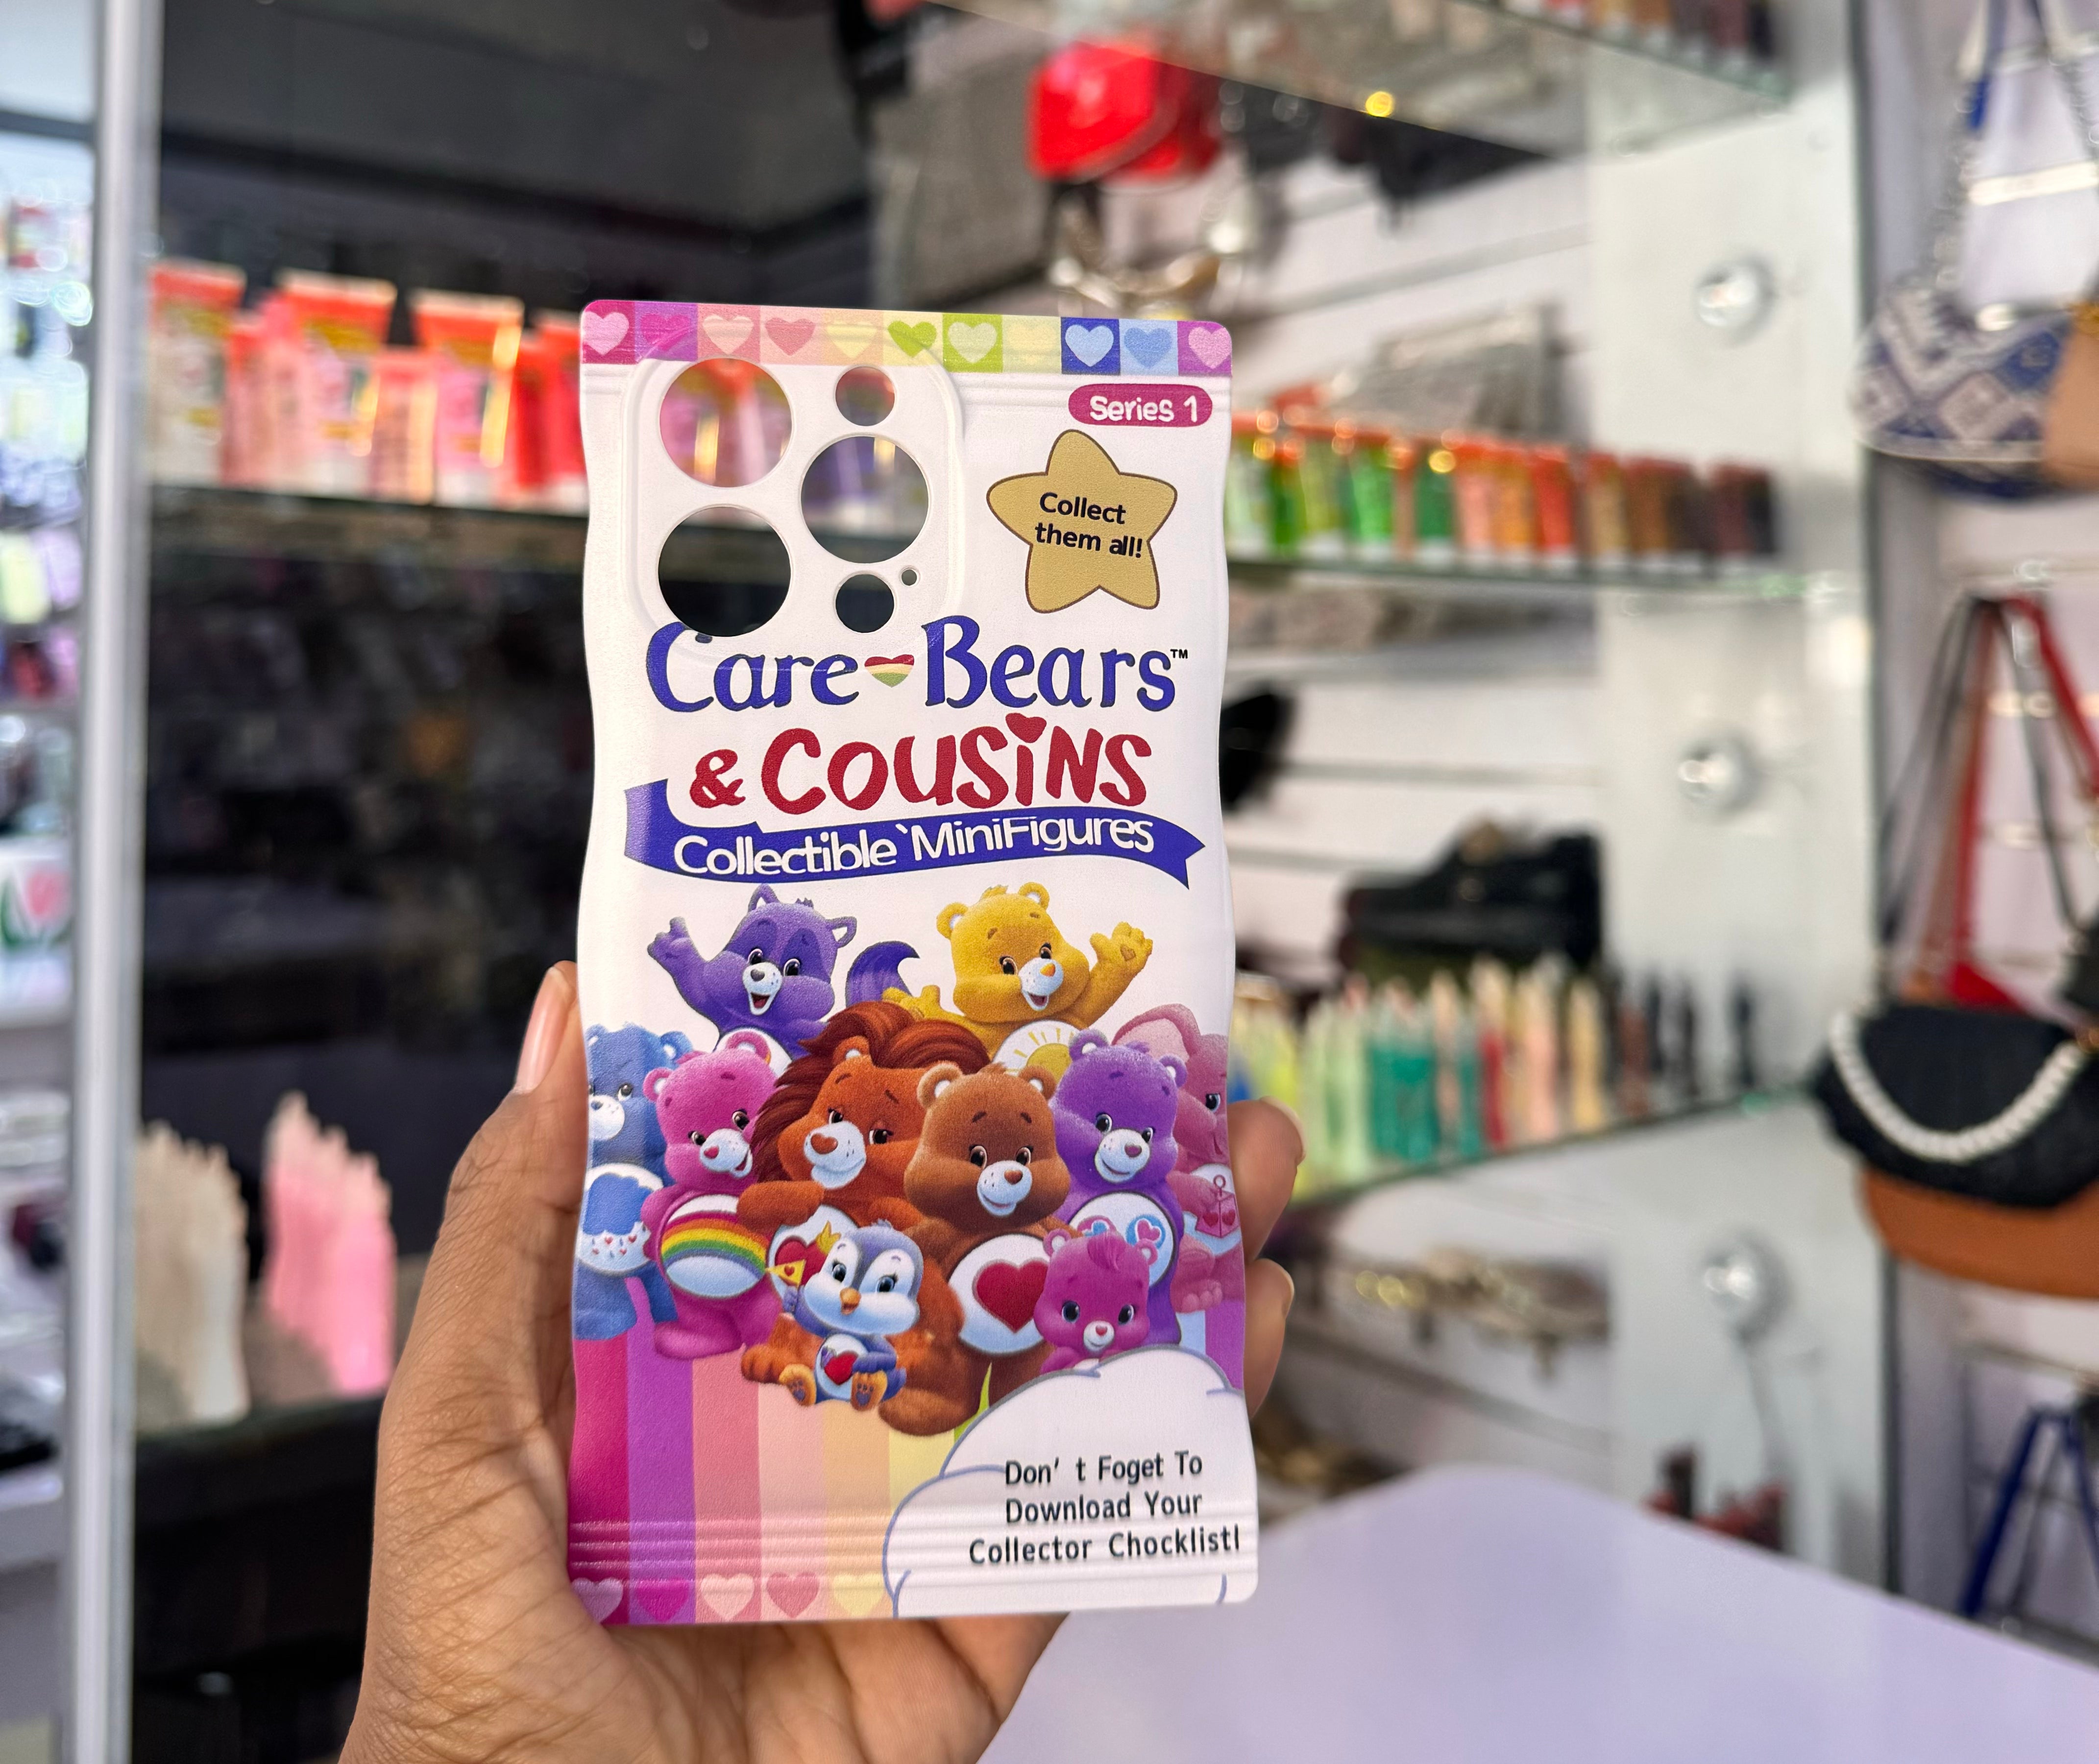 Series 1
Collect
them all!
Care Bears™
& Cousins
Collectible`MiniFigures
Don' t Foget To
Download Your
Collector Chocklist!